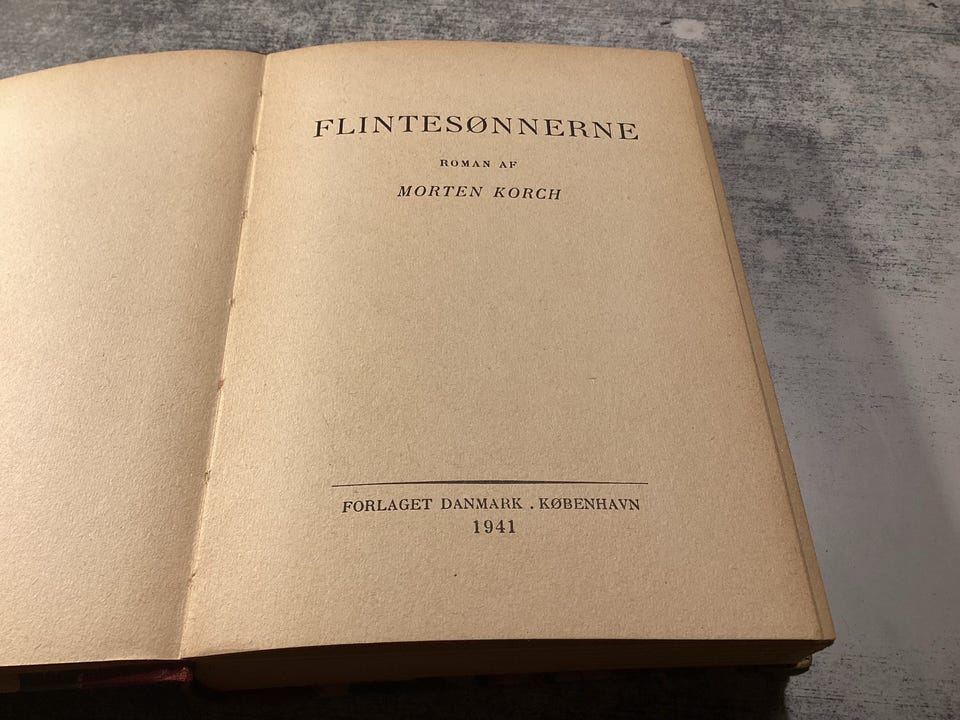 FLINTESØNNERNE
ROMAN AF
MORTEN KORCH
FORLAGET DANMARK . KØBENHAVN
1941